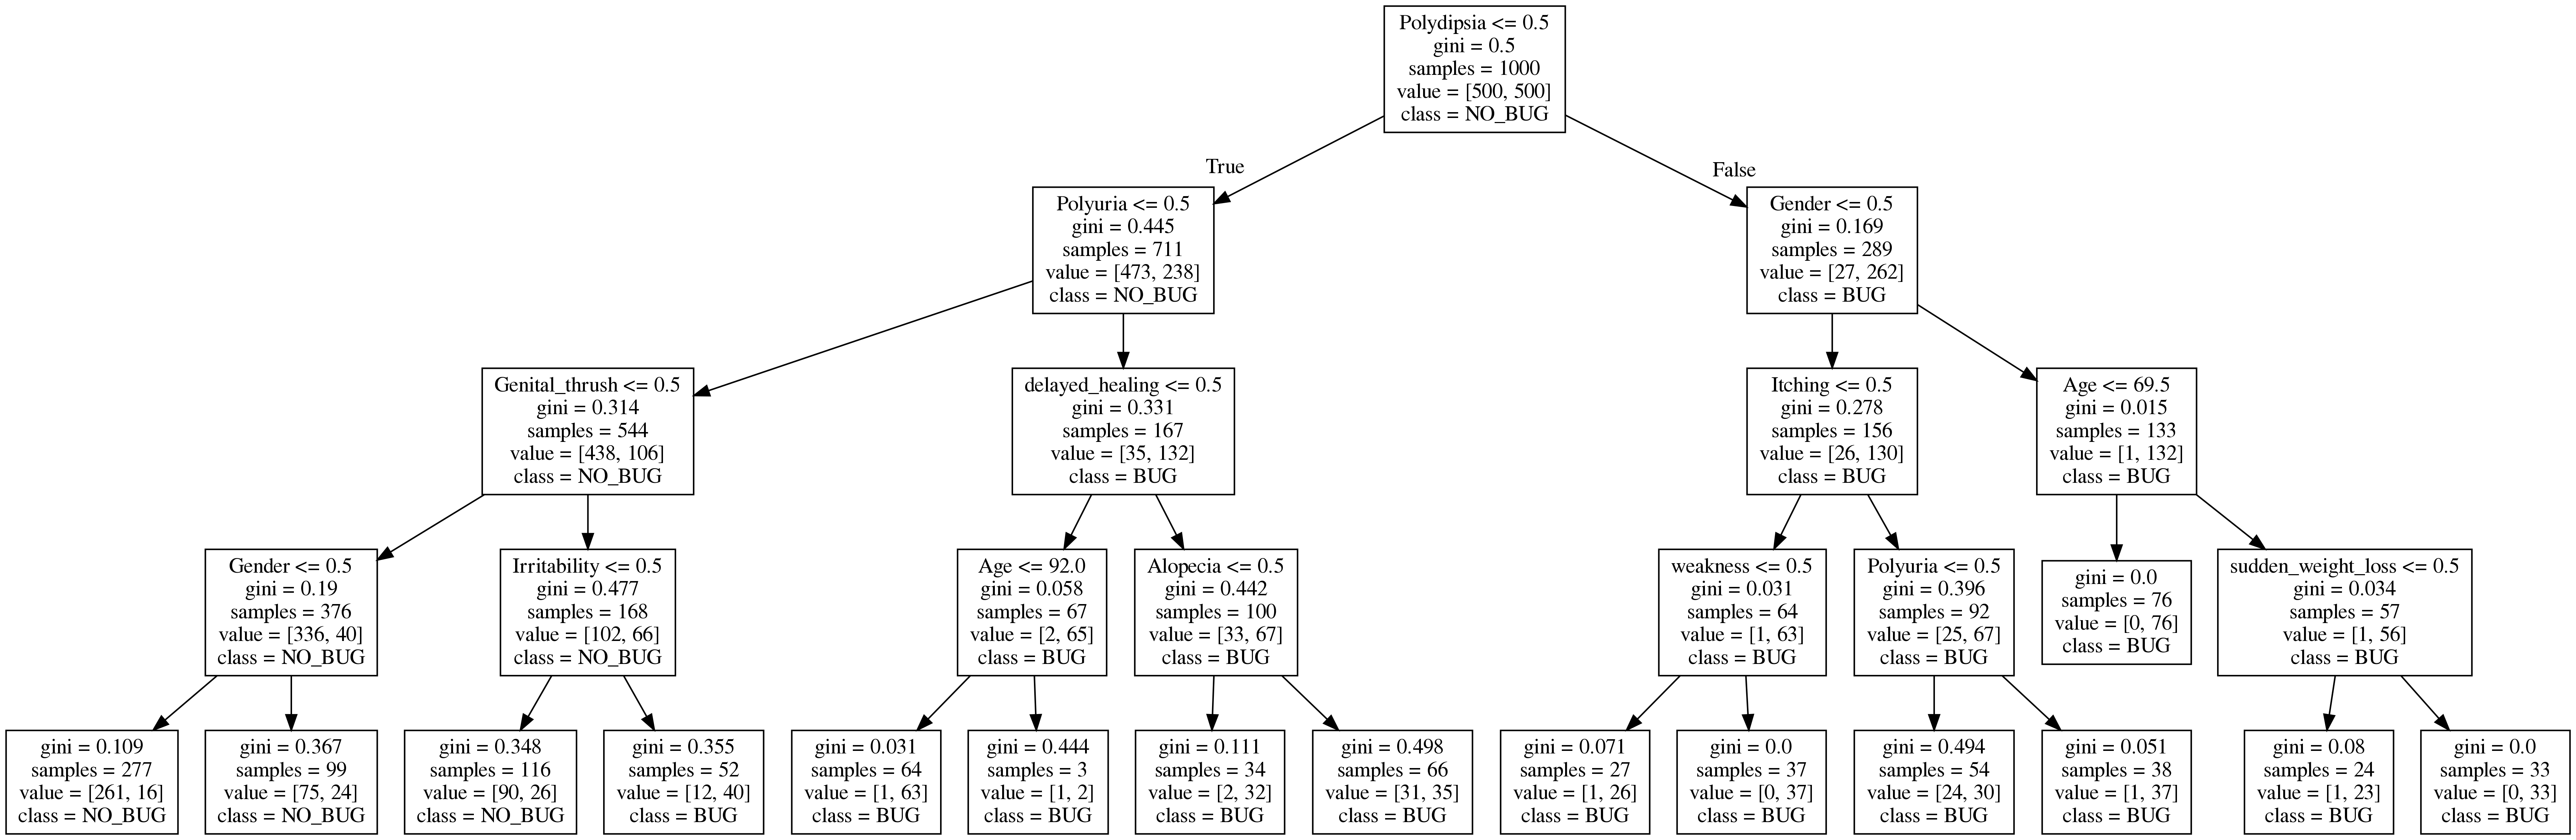 Polydipsia <= 0.5
gini = 0.5
samples = 1000
value = [500, 500]
class = NO_BUG
True
False
Polyuria <= 0.5
gini = 0.445
samples = 711
value = [473, 238]
class = NO_BUG
Gender <= 0.5
gini = 0.169
samples = 289
value = [27, 262]
class = BUG
Genital_thrush <= 0.5
gini = 0.314
samples = 544
value = [438, 106]
class = NO_BUG
delayed_healing <= 0.5
gini = 0.331
samples = 167
value = [35, 132]
class = BUG
Itching <= 0.5
gini = 0.278
samples = 156
value = [26, 130]
class = BUG
Age <= 69.5
gini = 0.015
samples = 133
value = [1, 132]
class = BUG
Gender <= 0.5
gini = 0.19
samples = 376
value = [336, 40]
class = NO_BUG
Irritability <= 0.5
gini = 0.477
samples = 168
value = [102, 66]
class = NO_BUG
Age <= 92.0
gini = 0.058
samples = 67
value = [2, 65]
class = BUG
Alopecia <= 0.5
gini = 0.442
samples = 100
value = [33, 67]
class = BUG
weakness <= 0.5
gini = 0.031
samples = 64
value = [1, 63]
class = BUG
Polyuria <= 0.5
gini = 0.396
samples = 92
value = [25, 67]
class = BUG
gini = 0.0
samples = 76
value = [0, 76]
class = BUG
sudden_weight_loss <= 0.5
gini = 0.034
samples = 57
value = [1, 56]
class = BUG
gini = 0.109
samples = 277
value = [261, 16]
class = NO_BUG
gini = 0.367
samples = 99
value = [75, 24]
class = NO_BUG
gini = 0.348
samples = 116
value = [90, 26]
class = NO_BUG
gini = 0.355
samples = 52
value = [12, 40]
class = BUG
gini = 0.031
samples = 64
value = [1, 63]
class = BUG
gini = 0.444
samples = 3
value = [1, 2]
class = BUG
gini = 0.111
samples = 34
value = [2, 32]
class = BUG
gini = 0.498
samples = 66
value = [31, 35]
class = BUG
gini = 0.071
samples = 27
value = [1, 26]
class = BUG
gini = 0.0
samples = 37
value = [0, 37]
class = BUG
gini = 0.494
samples = 54
value = [24, 30]
class = BUG
gini = 0.051
samples = 38
value = [1, 37]
class = BUG
gini = 0.08
samples = 24
value = [1, 23]
class = BUG
gini = 0.0
samples = 33
value = [0, 33]
class = BUG